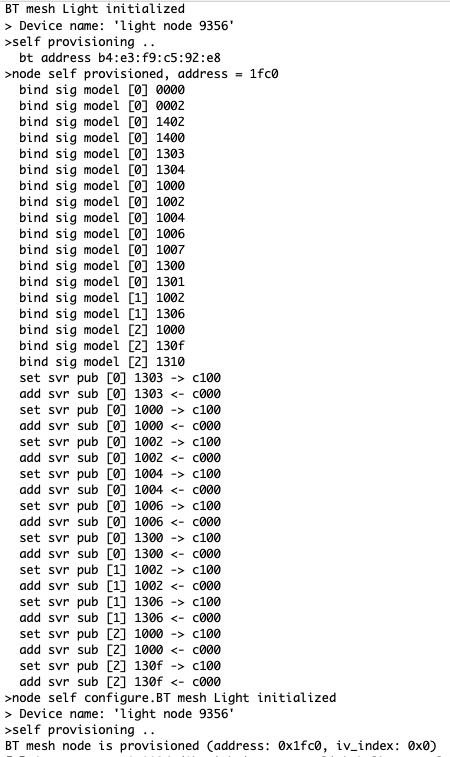 BT mesh Light initialized
> Device name: 'light node 9356'
>self provisioning ..
bt address b4:e3:f9:c5:92:e8
>node self provisioned, address = 1fc0
bind sig model [0] 0000
bind sig model [0] 0002
bind sig model [0] 1402
bind sig model [0] 1400
bind sig model [0] 1303
bind sig model [0] 1304
bind sig model [0] 1000
bind sig model [0] 1002
bind sig model [0] 1004
bind sig model [0] 1006
bind sig model [0] 1007
bind sig model [0] 1300
bind sig model [0] 1301
bind sig model [1] 1002
bind sig model [1] 1306
bind sig model [2] 1000
bind sig model [2] 130f
bind sig model [2] 1310
set svr pub [0] 1303 -> c100
add svr sub [0] 1303 <- c000
set svr pub [0] 1000 -> c100
add svr sub [0] 1000 <- c000
set svr pub [0] 1002 -> c100
add svr sub [0] 1002 <- c000
set svr pub [0] 1004 -> c100
add svr sub [0] 1004 <- c000
set svr pub [0] 1006 -> c100
add svr sub [0] 1006 <- c000
set svr pub [0] 1300 -> c100
add svr sub [0] 1300 <- c000
set svr pub [1] 1002 -> c100
add svr sub [1] 1002 <- c000
set svr pub [1] 1306 -> c100
add svr sub [1] 1306 <- c000
set svr pub [2] 1000 -> c100
add svr sub [2] 1000 <- c000
set svr pub [2] 130f -> c100
add svr sub [2] 130f <- c000
>node self configure.BT mesh Light initialized
> Device name: 'light node 9356'
>self provisioning ..
BT mesh node is provisioned (address: 0x1fc0, iv_index: 0x0)